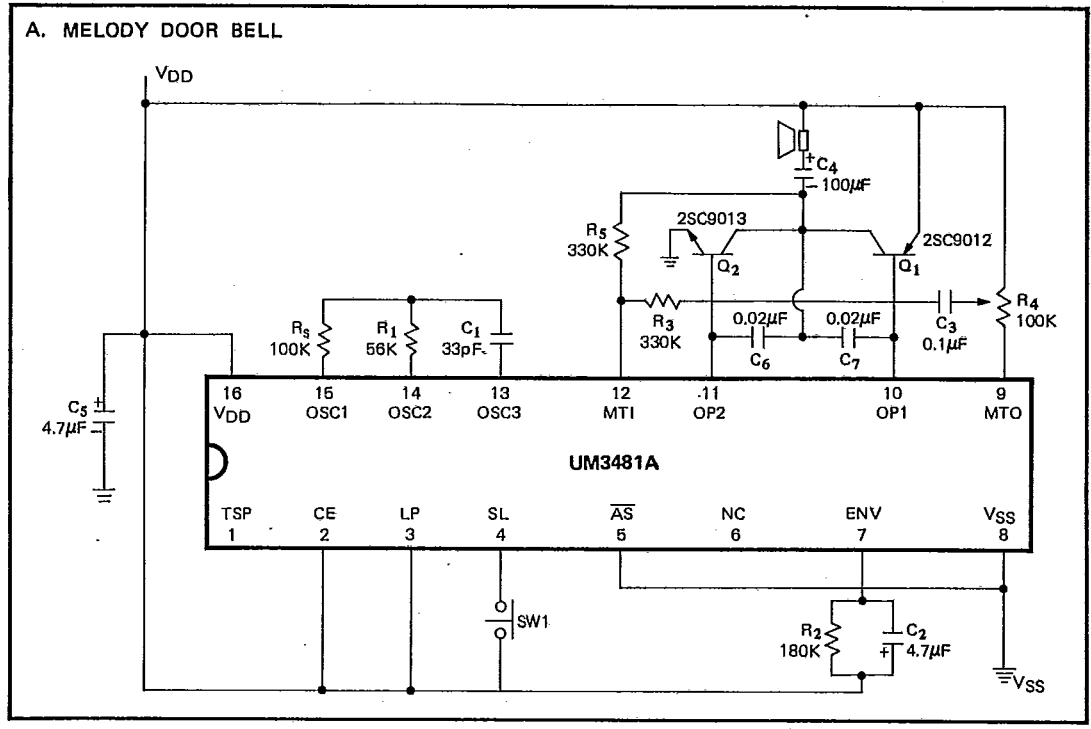 A. MELODY DOOR BELL
VDD
+
C4
100µF
R5
330K
2SC9013
Q2
2SC9012
Q1
R3
330K
C3
0.1µF
R4
100K
0.02µF
C6
0.02µF
C7
RS
100K
R1
56K
C1
33pF
C5
+
4.7µF
16
VDD
15
OSC1
14
OSC2
13
OSC3
12
MTI
11
OP2
10
OP1
9
MTO
UM3481A
TSP
1
CE
2
LP
3
SL
4
AS
5
NC
6
ENV
7
VSS
8
SW1
R2
180K
C2
+
4.7µF
VSS